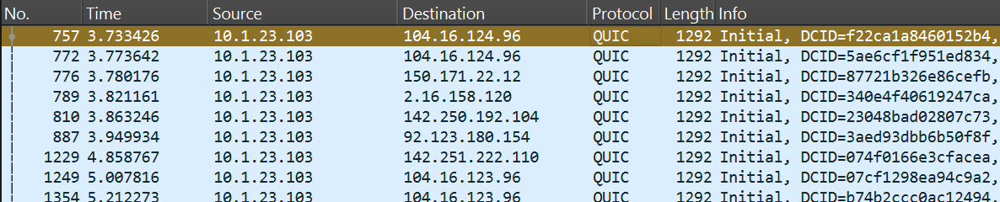 No. Time Source Destination Protocol Length Info
757 3.733426 10.1.23.103 104.16.124.96 QUIC 1292 Initial, DCID=f22ca1a8460152b4,
772 3.773642 10.1.23.103 104.16.124.96 QUIC 1292 Initial, DCID=5ae6cf1f951ed834,
776 3.780176 10.1.23.103 150.171.22.12 QUIC 1292 Initial, DCID=87721b326e86cefb,
789 3.821161 10.1.23.103 2.16.158.120 QUIC 1292 Initial, DCID=340e4f40619247ca,
810 3.863246 10.1.23.103 142.250.192.104 QUIC 1292 Initial, DCID=23048bad02807c73,
887 3.949934 10.1.23.103 92.123.180.154 QUIC 1292 Initial, DCID=3aed93dbb6b50f8f,
1229 4.858767 10.1.23.103 142.251.222.110 QUIC 1292 Initial, DCID=074f0166e3cfacea,
1249 5.007816 10.1.23.103 104.16.123.96 QUIC 1292 Initial, DCID=07cf1298ea94c9a2,
1354 5.212273 10.1.23.103 104.16.123.96 QUIC 1292 Initial, DCID=b74b2ccc0ac12494,